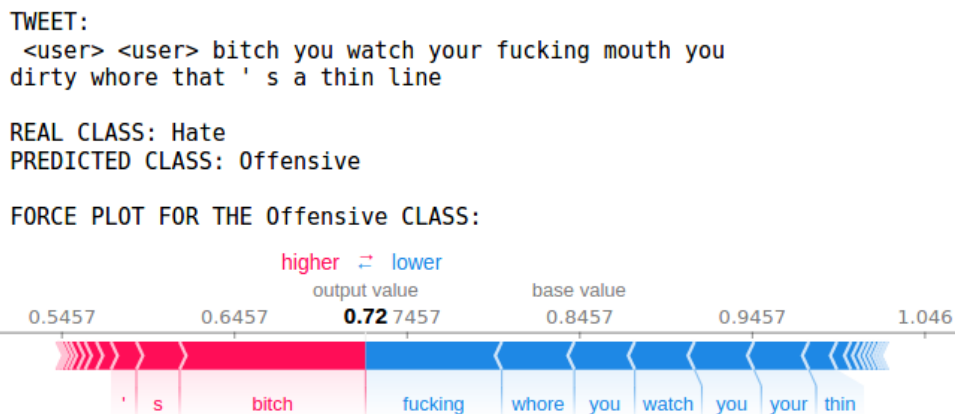 TWEET:
<user> <user> bitch you watch your fucking mouth you
dirty whore that ' s a thin line
REAL CLASS: Hate
PREDICTED CLASS: Offensive
FORCE PLOT FOR THE Offensive CLASS:
higher ⇄ lower
output value base value
0.5457 0.6457 0.72 7457 0.8457 0.9457 1.046
' s bitch fucking whore you watch you your thin